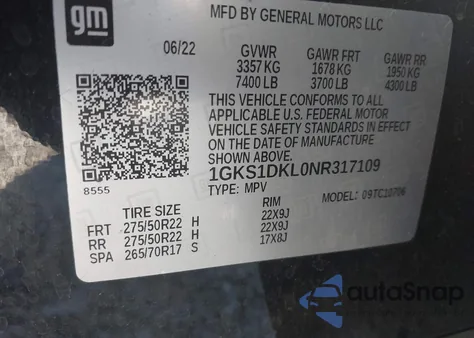 gm
MFD BY GENERAL MOTORS LLC
06/22 GVWR GAWR FRT GAWR RR
3357 KG 1678 KG 1950 KG
7400 LB 3700 LB 4300 LB
THIS VEHICLE CONFORMS TO ALL
APPLICABLE U.S. FEDERAL MOTOR
VEHICLE SAFETY STANDARDS IN EFFECT
ON THE DATE OF MANUFACTURE
SHOWN ABOVE.
8555 1GKS1DKL0NR317109
TYPE: MPV MODEL: 09TC10706
TIRE SIZE RIM
FRT 275/50R22 H 22X9J
RR 275/50R22 H 22X9J
SPA 265/70R17 S 17X8J
autoSnap